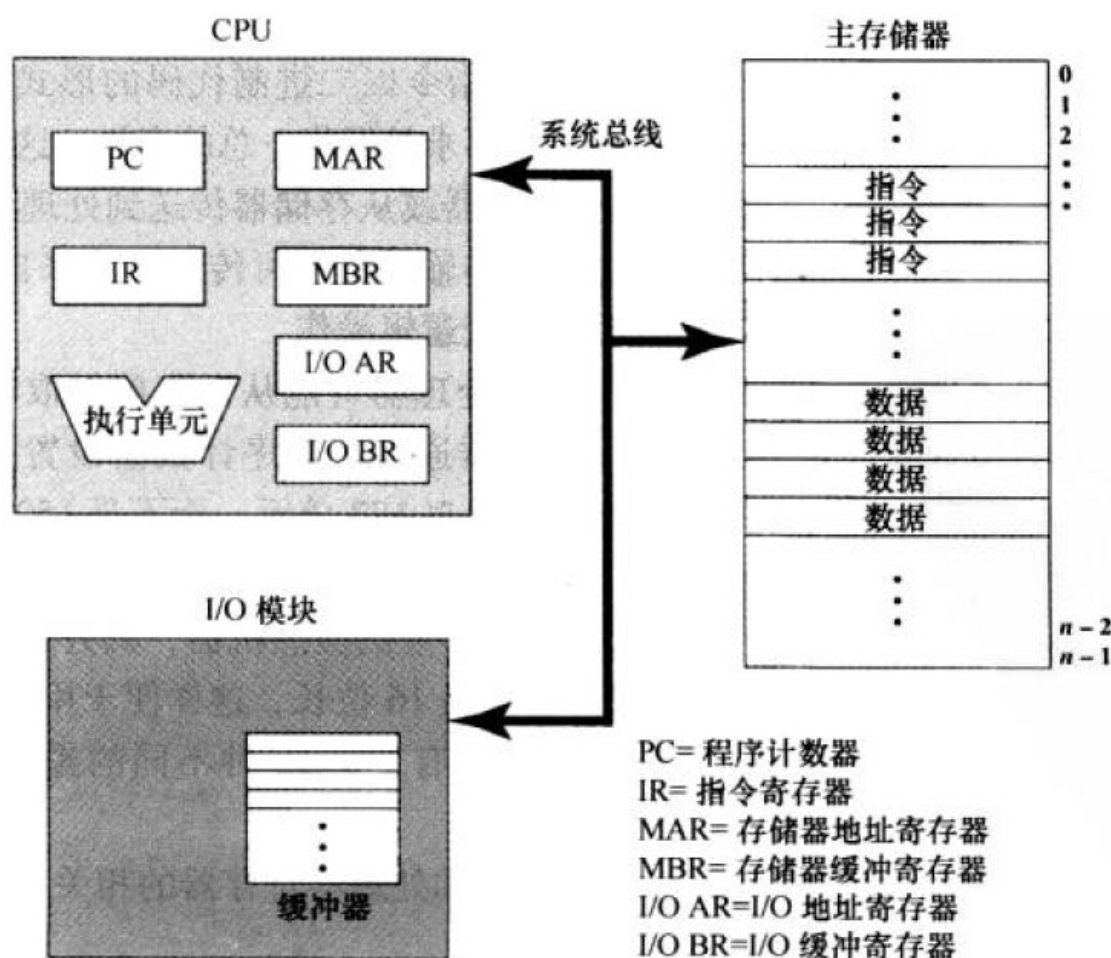 CPU
PC
MAR
IR
MBR
I/O AR
I/O BR
执行单元
系统总线
主存储器
0
1
2
指令
指令
指令
数据
数据
数据
数据
n – 2
n – 1
I/O 模块
缓冲器
PC= 程序计数器
IR= 指令寄存器
MAR= 存储器地址寄存器
MBR= 存储器缓冲寄存器
I/O AR=I/O 地址寄存器
I/O BR=I/O 缓冲寄存器